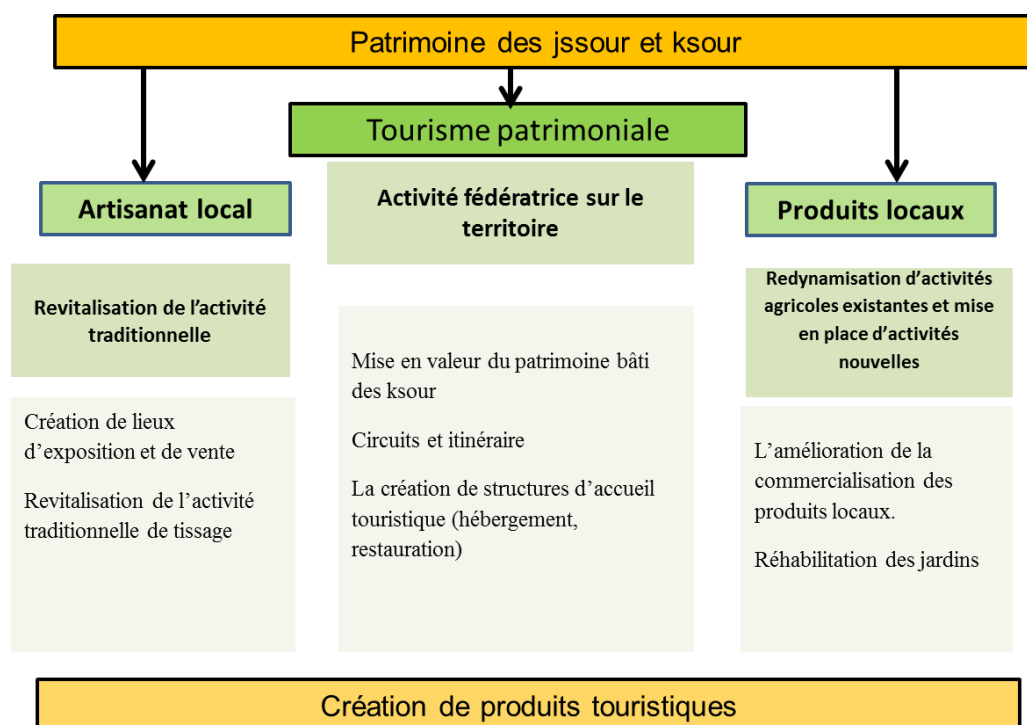 Patrimoine des jssour et ksour
Tourisme patrimoniale
Artisanat local
Activité fédératrice sur le
territoire
Produits locaux
Revitalisation de l'activité
traditionnelle
Redynamisation d'activités
agricoles existantes et mise
en place d'activités
nouvelles
Création de lieux
d'exposition et de vente
Revitalisation de l'activité
traditionnelle de tissage
Mise en valeur du patrimoine bâti
des ksour
Circuits et itinéraire
La création de structures d'accueil
touristique (hébergement,
restauration)
L'amélioration de la
commercialisation des
produits locaux.
Réhabilitation des jardins
Création de produits touristiques